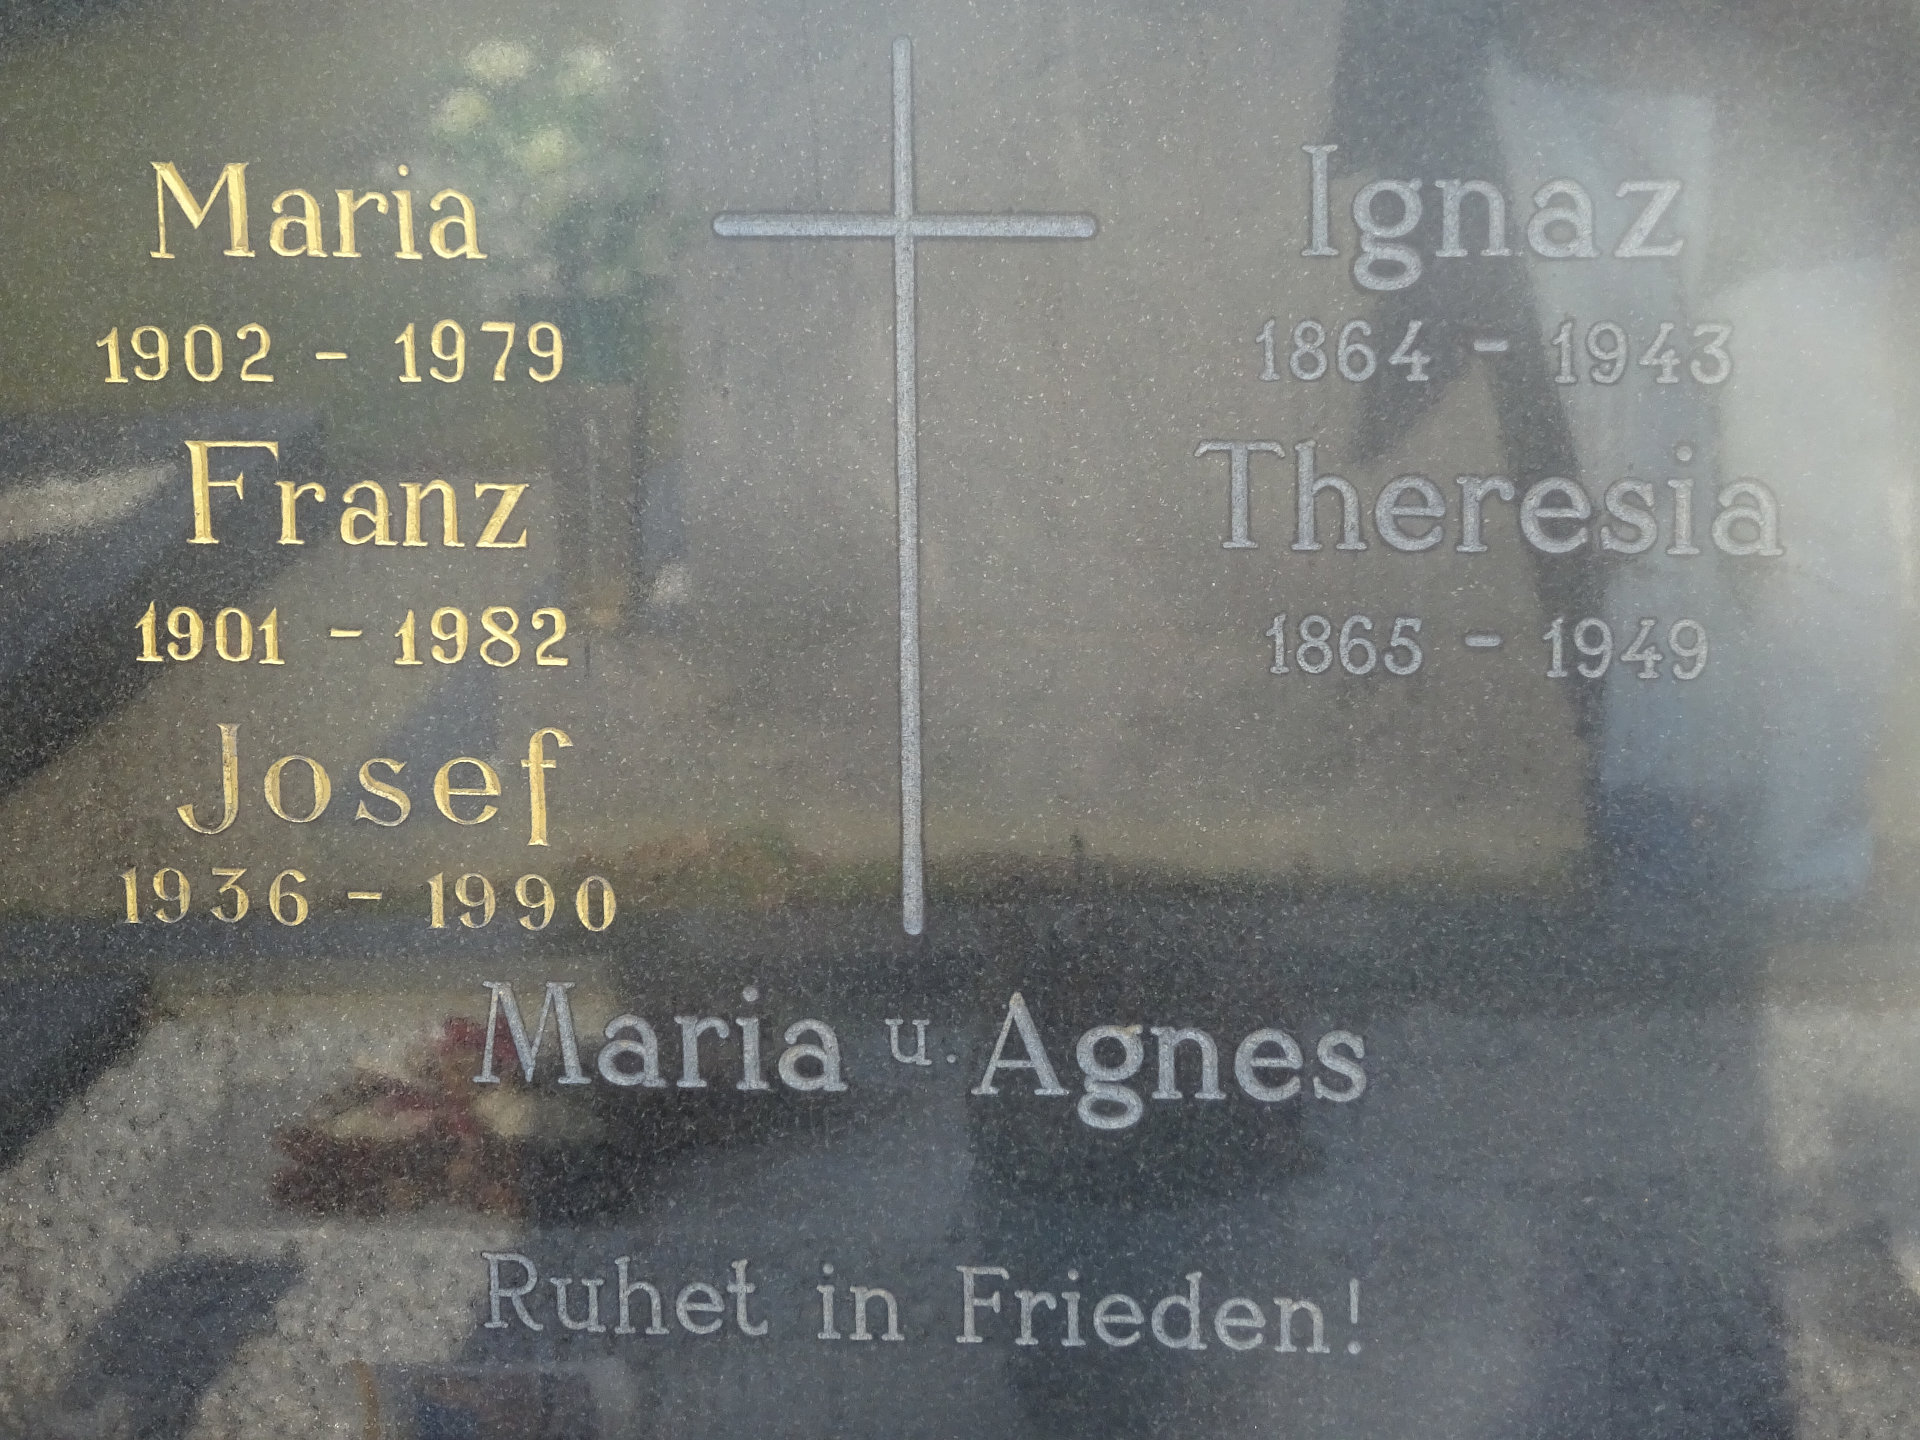 Maria
1902 - 1979
Franz
1901 - 1982
Josef
1936 - 1990
Ignaz
1864 - 1943
Theresia
1865 - 1949
Maria u. Agnes
Ruhet in Frieden!